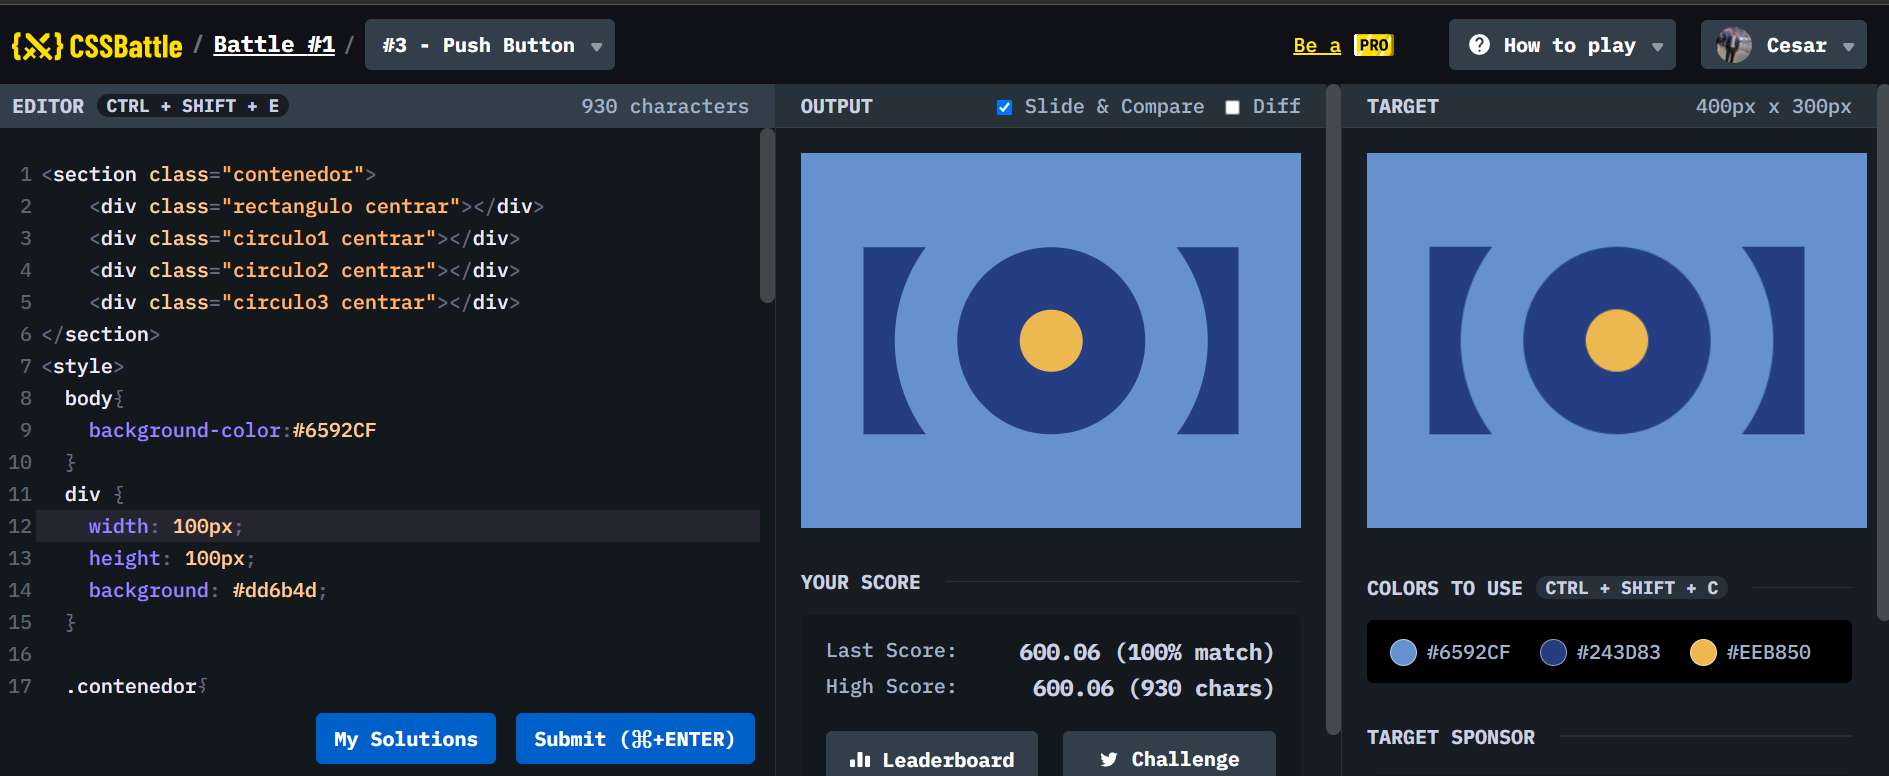 {X} CSSBattle / Battle #1 / #3 - Push Button
Be a PRO
How to play
Cesar
EDITOR CTRL + SHIFT + E 930 characters
1 <section class="contenedor">
2 <div class="rectangulo centrar"></div>
3 <div class="circulo1 centrar"></div>
4 <div class="circulo2 centrar"></div>
5 <div class="circulo3 centrar"></div>
6 </section>
7 <style>
8 body{
9 background-color:#6592CF
10 }
11 div {
12 width: 100px;
13 height: 100px;
14 background: #dd6b4d;
15 }
16
17 .contenedor{
My Solutions
Submit (⌘+ENTER)
OUTPUT Slide & Compare Diff
YOUR SCORE
Last Score: 600.06 (100% match)
High Score: 600.06 (930 chars)
Leaderboard
Challenge
TARGET 400px x 300px
COLORS TO USE CTRL + SHIFT + C
#6592CF #243D83 #EEB850
TARGET SPONSOR